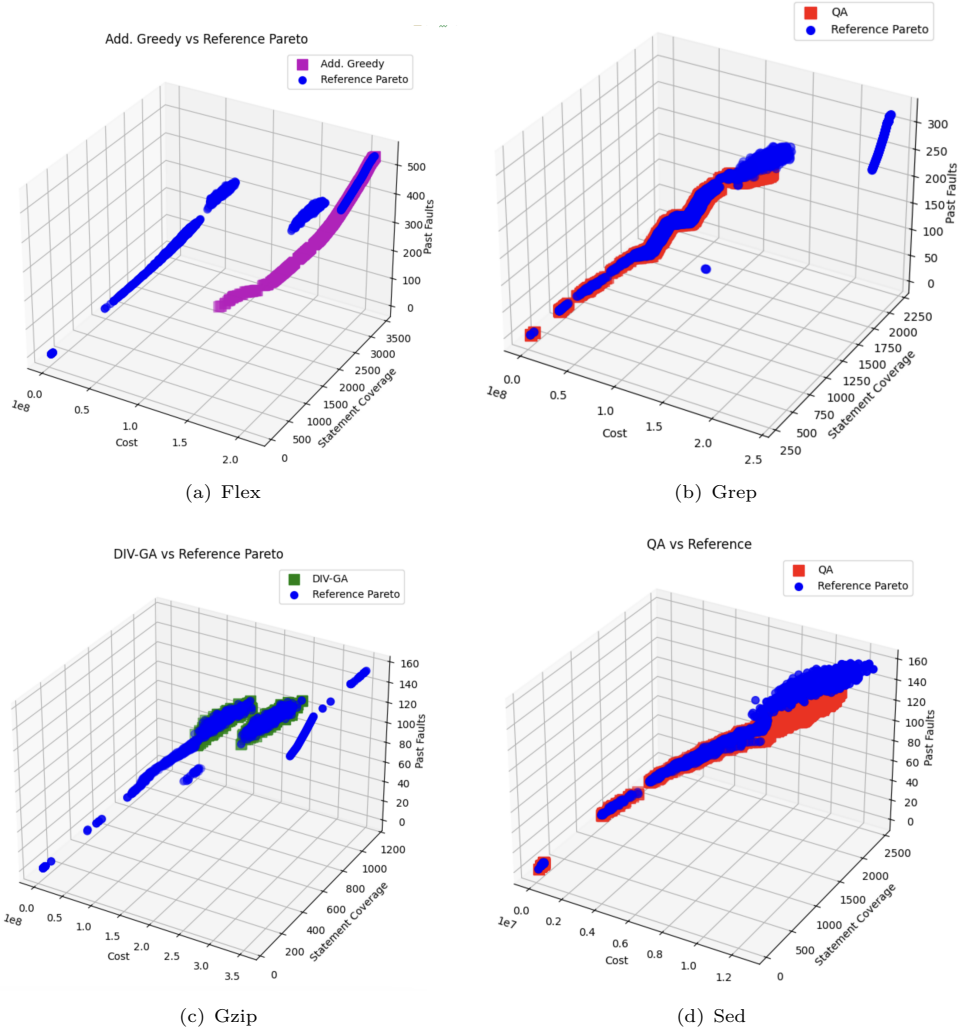 Add. Greedy vs Reference Pareto
Add. Greedy
Reference Pareto
500
400
300
200
100
0
Past Faults
3500
3000
2500
2000
1500
1000
500
0
Statement Coverage
0.0
0.5
1.0
1.5
2.0
1e8
Cost
(a) Flex
QA
Reference Pareto
300
250
200
150
100
50
0
Past Faults
2250
2000
1750
1500
1250
1000
750
500
250
Statement Coverage
0.0
0.5
1.0
1.5
2.0
2.5
1e8
Cost
(b) Grep
DIV-GA vs Reference Pareto
DIV-GA
Reference Pareto
160
140
120
100
80
60
40
20
0
Past Faults
1200
1000
800
600
400
200
0
Statement Coverage
0.0
0.5
1.0
1.5
2.0
2.5
3.0
3.5
1e8
Cost
(c) Gzip
QA vs Reference
QA
Reference Pareto
160
140
120
100
80
60
40
20
0
Past Faults
2500
2000
1500
1000
500
0
Statement Coverage
0.0
0.2
0.4
0.6
0.8
1.0
1.2
1e7
Cost
(d) Sed